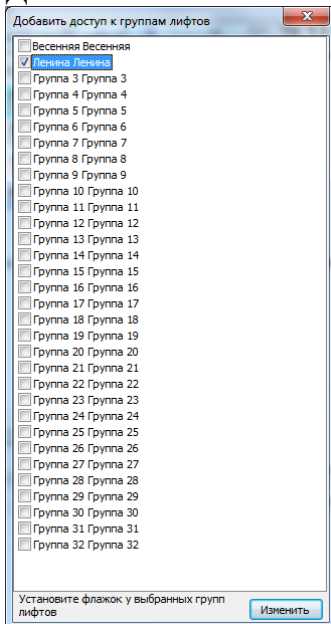 Добавить доступ к группам лифтов
Весенняя Весенняя
Ленина Ленина
Группа 3 Группа 3
Группа 4 Группа 4
Группа 5 Группа 5
Группа 6 Группа 6
Группа 7 Группа 7
Группа 8 Группа 8
Группа 9 Группа 9
Группа 10 Группа 10
Группа 11 Группа 11
Группа 12 Группа 12
Группа 13 Группа 13
Группа 14 Группа 14
Группа 15 Группа 15
Группа 16 Группа 16
Группа 17 Группа 17
Группа 18 Группа 18
Группа 19 Группа 19
Группа 20 Группа 20
Группа 21 Группа 21
Группа 22 Группа 22
Группа 23 Группа 23
Группа 24 Группа 24
Группа 25 Группа 25
Группа 26 Группа 26
Группа 27 Группа 27
Группа 28 Группа 28
Группа 29 Группа 29
Группа 30 Группа 30
Группа 31 Группа 31
Группа 32 Группа 32
Установите флажок у выбранных групп
лифтов
Изменить